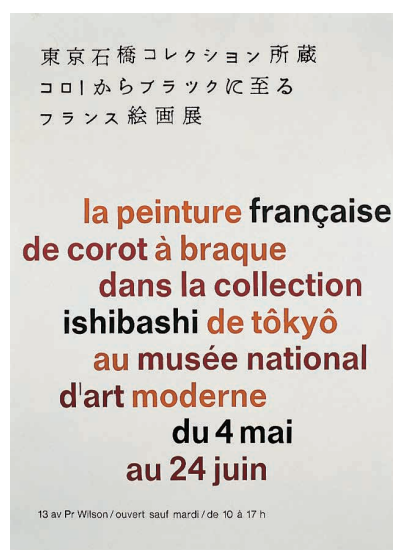 東京石橋コレクション所蔵
コローからブラックに至る
フランス絵画展
la peinture française
de corot à braque
dans la collection
ishibashi de tôkyô
au musée national
d'art moderne
du 4 mai
au 24 juin
13 av Pr Wilson / ouvert sauf mardi / de 10 à 17 h